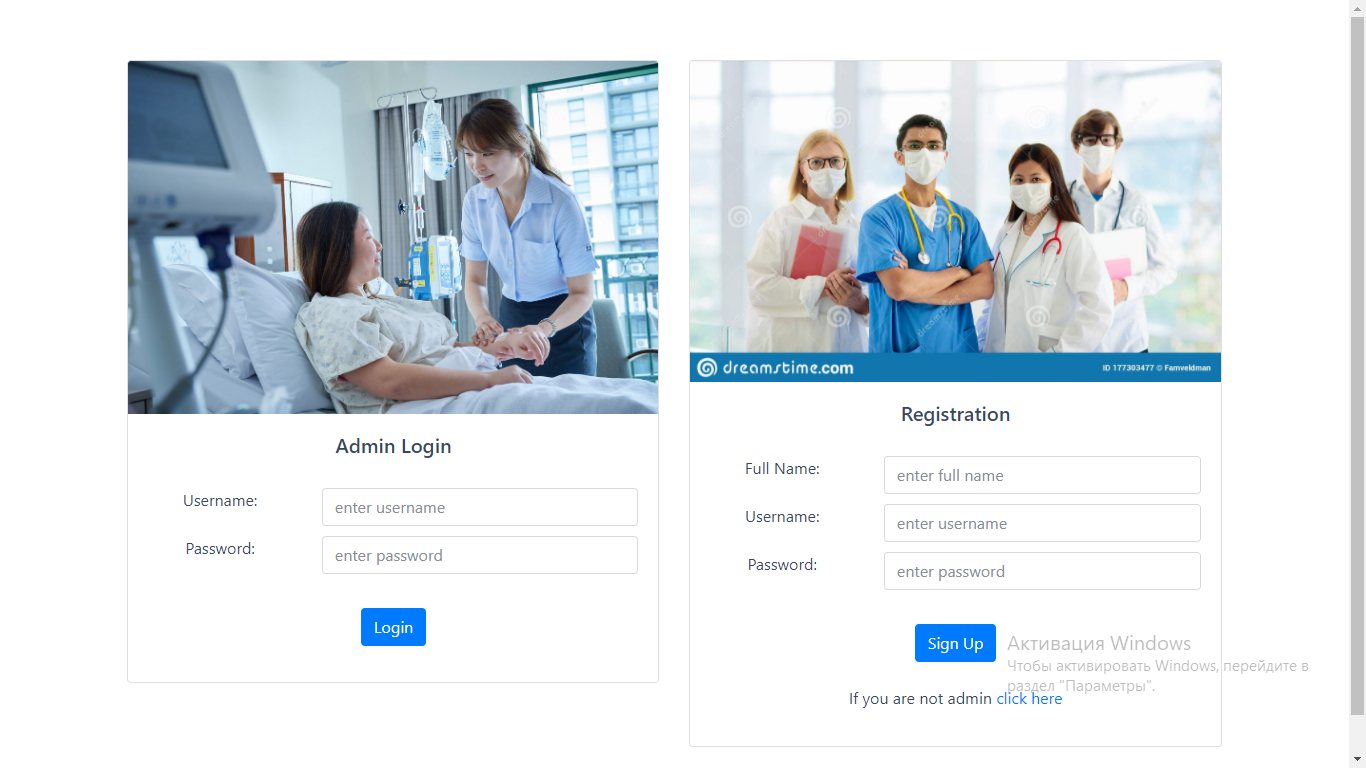 Admin Login
Username:
enter username
Password:
enter password
Login
dreamstime.com
ID 177303477 © Famveldman
Registration
Full Name:
enter full name
Username:
enter username
Password:
enter password
Sign Up
Активация Windows
Чтобы активировать Windows, перейдите в
раздел "Параметры".
If you are not admin click here